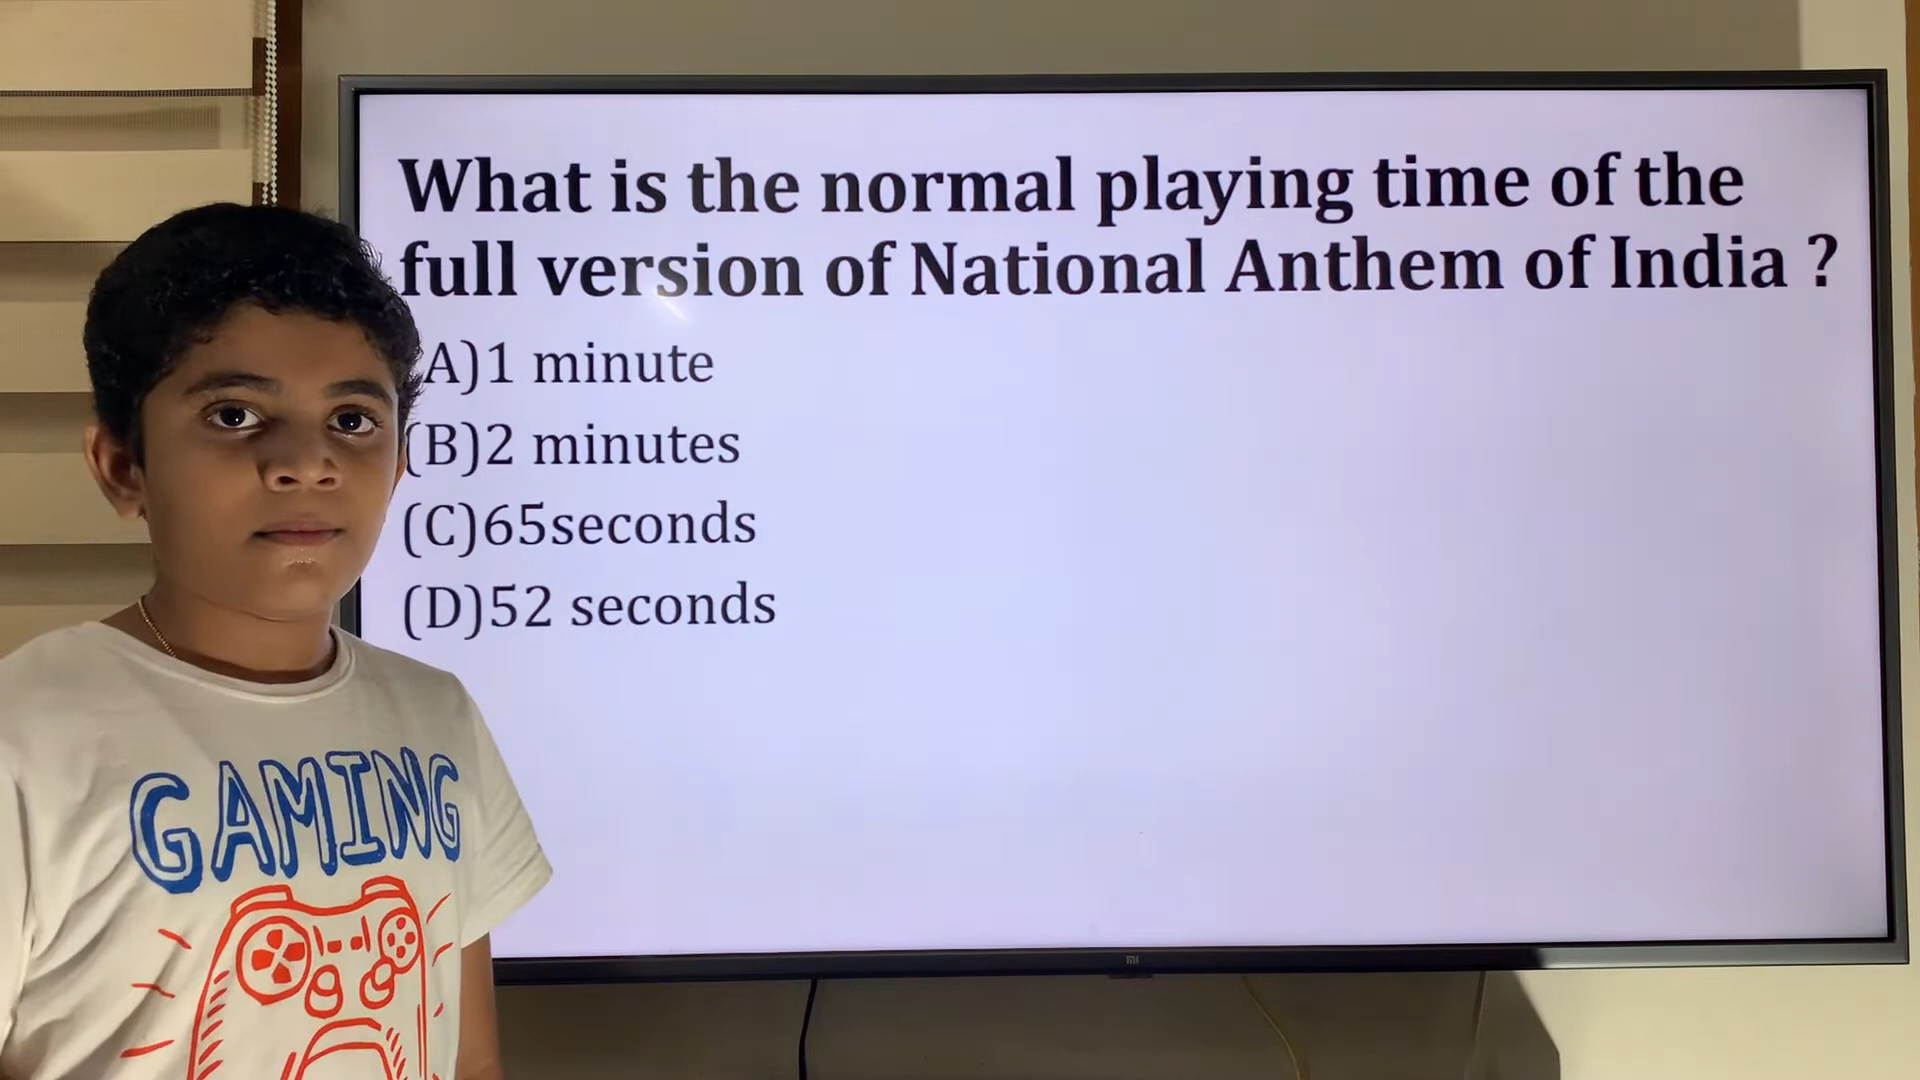 What is the normal playing time of the
full version of National Anthem of India ?
A)1 minute
(B)2 minutes
(C)65seconds
(D)52 seconds
GAMING
mi